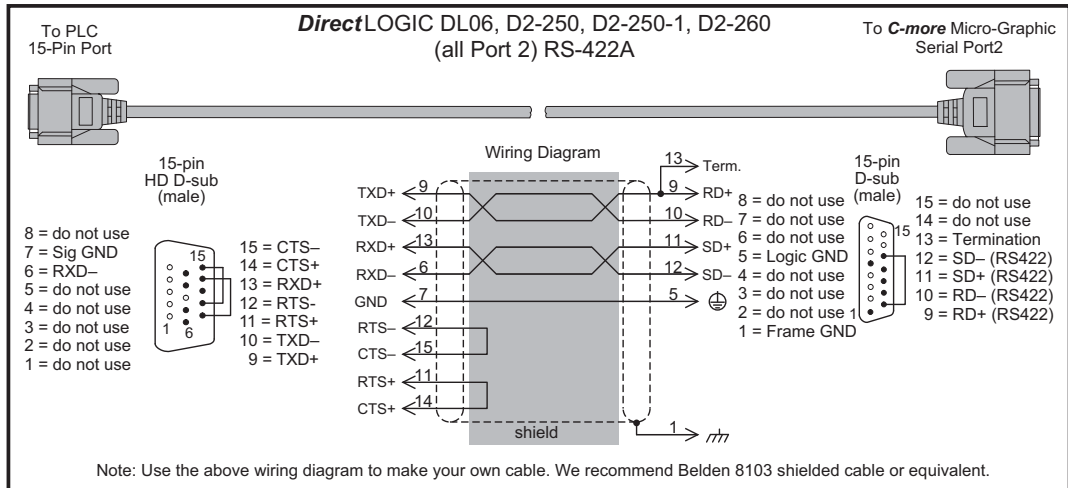 To PLC
15-Pin Port
DirectLOGIC DL06, D2-250, D2-250-1, D2-260
(all Port 2) RS-422A
To C-more Micro-Graphic
Serial Port2
15-pin
HD D-sub
(male)
8 = do not use
7 = Sig GND
6 = RXD–
5 = do not use
4 = do not use
3 = do not use
2 = do not use
1 = do not use
15
1
6
15 = CTS–
14 = CTS+
13 = RXD+
12 = RTS-
11 = RTS+
10 = TXD–
9 = TXD+
Wiring Diagram
13 Term.
TXD+ 9 9 RD+
TXD– 10 10 RD–
RXD+ 13 11 SD+
RXD– 6 12 SD–
GND 7 5
RTS– 12
CTS– 15
RTS+ 11
CTS+ 14
shield
1
15-pin
D-sub
(male)
8 = do not use
7 = do not use
6 = do not use
5 = Logic GND
4 = do not use
3 = do not use
2 = do not use
1 = Frame GND
15
1
15 = do not use
14 = do not use
13 = Termination
12 = SD– (RS422)
11 = SD+ (RS422)
10 = RD– (RS422)
9 = RD+ (RS422)
Note: Use the above wiring diagram to make your own cable. We recommend Belden 8103 shielded cable or equivalent.